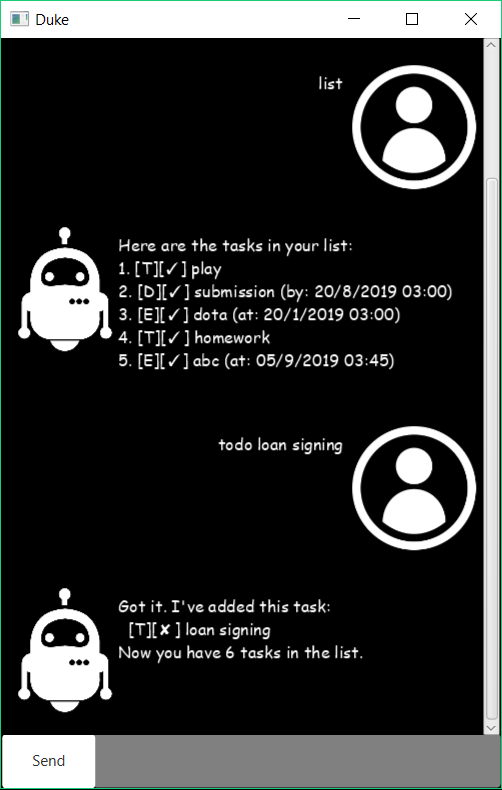 Duke
list
Here are the tasks in your list:
1. [T][✓] play
2. [D][✓] submission (by: 20/8/2019 03:00)
3. [E][✓] dota (at: 20/1/2019 03:00)
4. [T][✓] homework
5. [E][✓] abc (at: 05/9/2019 03:45)
todo loan signing
Got it. I've added this task:
[T][✘] loan signing
Now you have 6 tasks in the list.
Send